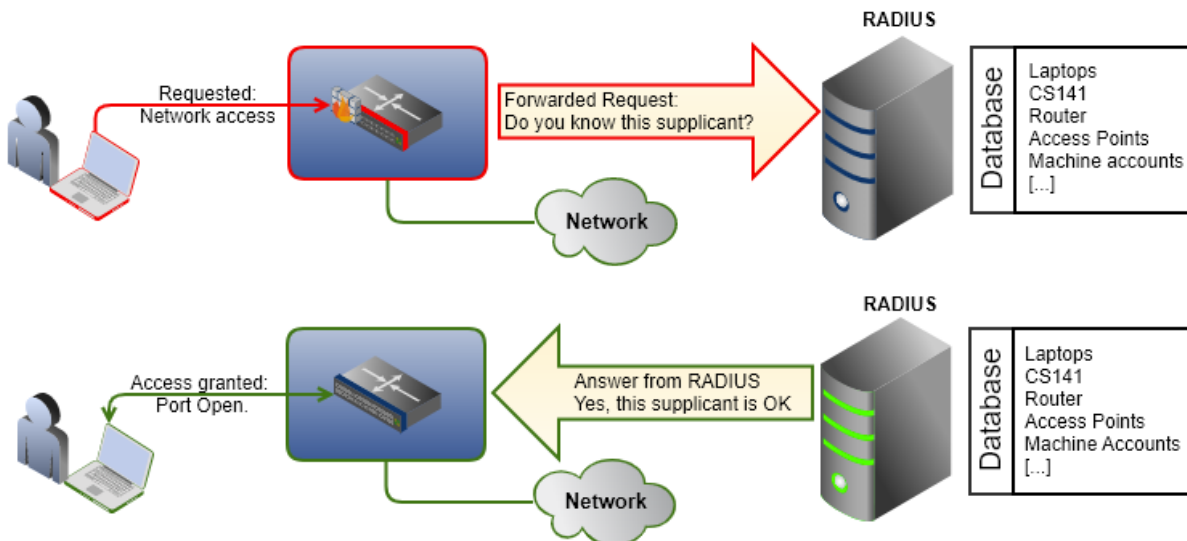 RADIUS
Requested:
Network access
Forwarded Request:
Do you know this supplicant?
Network
Database
Laptops
CS141
Router
Access Points
Machine accounts
[...]
RADIUS
Access granted:
Port Open.
Answer from RADIUS
Yes, this supplicant is OK
Network
Database
Laptops
CS141
Router
Access Points
Machine Accounts
[...]